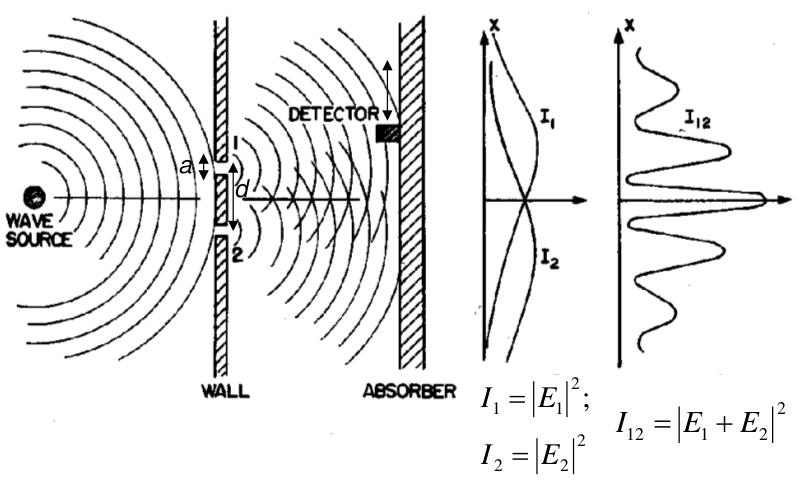 X
X
DETECTOR
I₁
I₁₂
1
a
d
WAVE
SOURCE
2
I₂
WALL
ABSORBER
I₁ = |E₁|²;
I₂ = |E₂|²
I₁₂ = |E₁ + E₂|²